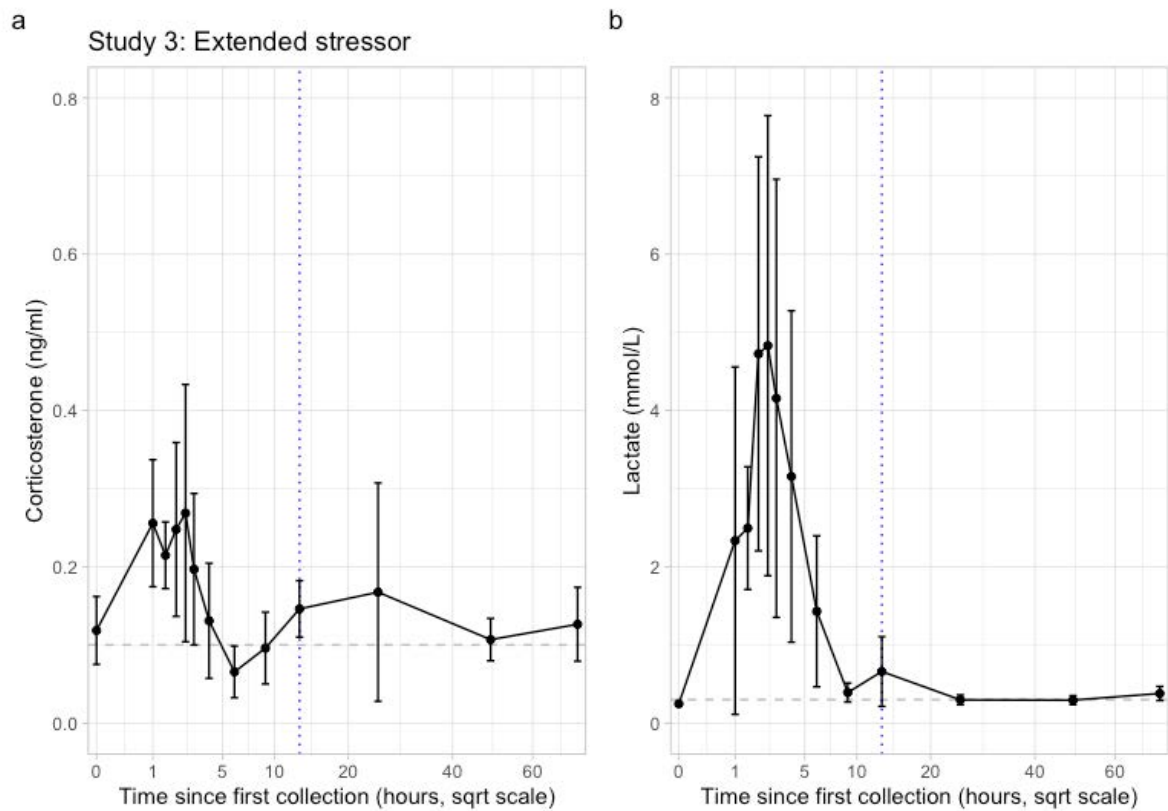 a
b
Study 3: Extended stressor
Corticosterone (ng/ml)
0.8
0.6
0.4
0.2
0.0
0 1 5 10 20 40 60
Time since first collection (hours, sqrt scale)
Lactate (mmol/L)
8
6
4
2
0
0 1 5 10 20 40 60
Time since first collection (hours, sqrt scale)